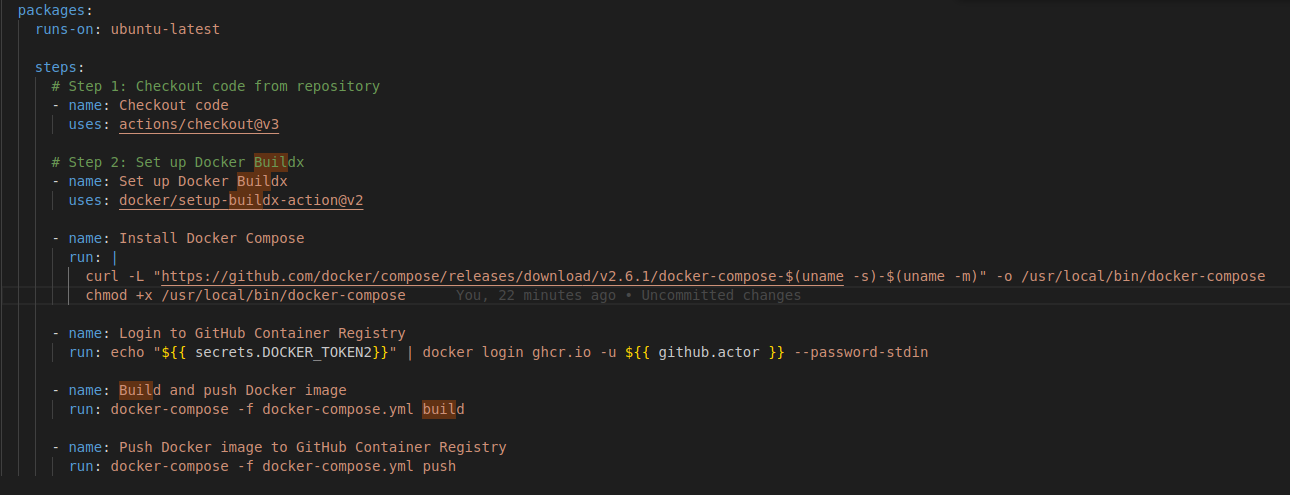 packages:
runs-on: ubuntu-latest
steps:
# Step 1: Checkout code from repository
- name: Checkout code
uses: actions/checkout@v3
# Step 2: Set up Docker Buildx
- name: Set up Docker Buildx
uses: docker/setup-buildx-action@v2
- name: Install Docker Compose
run: |
curl -L "https://github.com/docker/compose/releases/download/v2.6.1/docker-compose-$(uname -s)-$(uname -m)" -o /usr/local/bin/docker-compose
chmod +x /usr/local/bin/docker-compose You, 22 minutes ago • Uncommitted changes
- name: Login to GitHub Container Registry
run: echo "${{ secrets.DOCKER_TOKEN2}}" | docker login ghcr.io -u ${{ github.actor }} --password-stdin
- name: Build and push Docker image
run: docker-compose -f docker-compose.yml build
- name: Push Docker image to GitHub Container Registry
run: docker-compose -f docker-compose.yml push